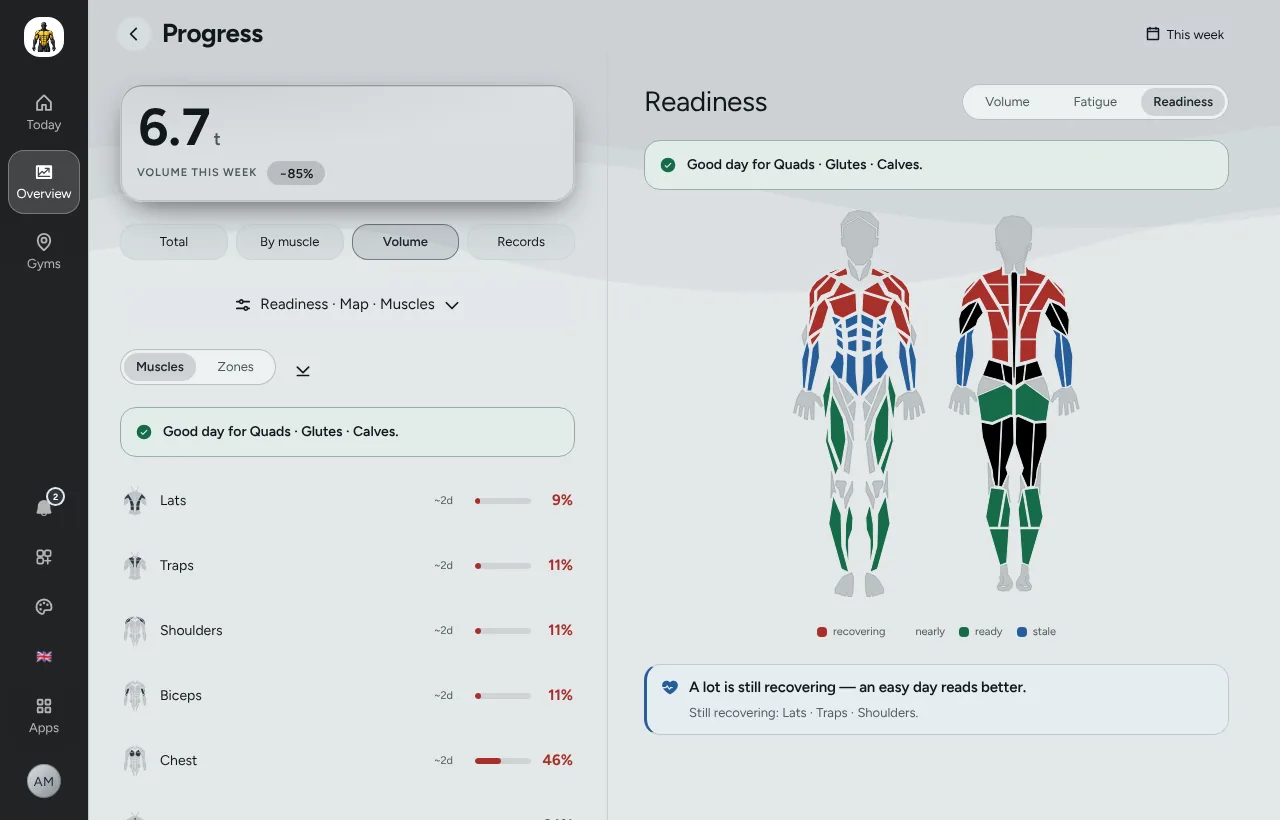 Progress
This week
Today
Overview
Gyms
2
Apps
AM
6.7 t
VOLUME THIS WEEK -85%
Total By muscle Volume Records
Readiness · Map · Muscles
Muscles Zones
Good day for Quads · Glutes · Calves.
Lats ~2d 9%
Traps ~2d 11%
Shoulders ~2d 11%
Biceps ~2d 11%
Chest ~2d 46%
Readiness
Volume Fatigue Readiness
Good day for Quads · Glutes · Calves.
recovering nearly ready stale
A lot is still recovering — an easy day reads better.
Still recovering: Lats · Traps · Shoulders.